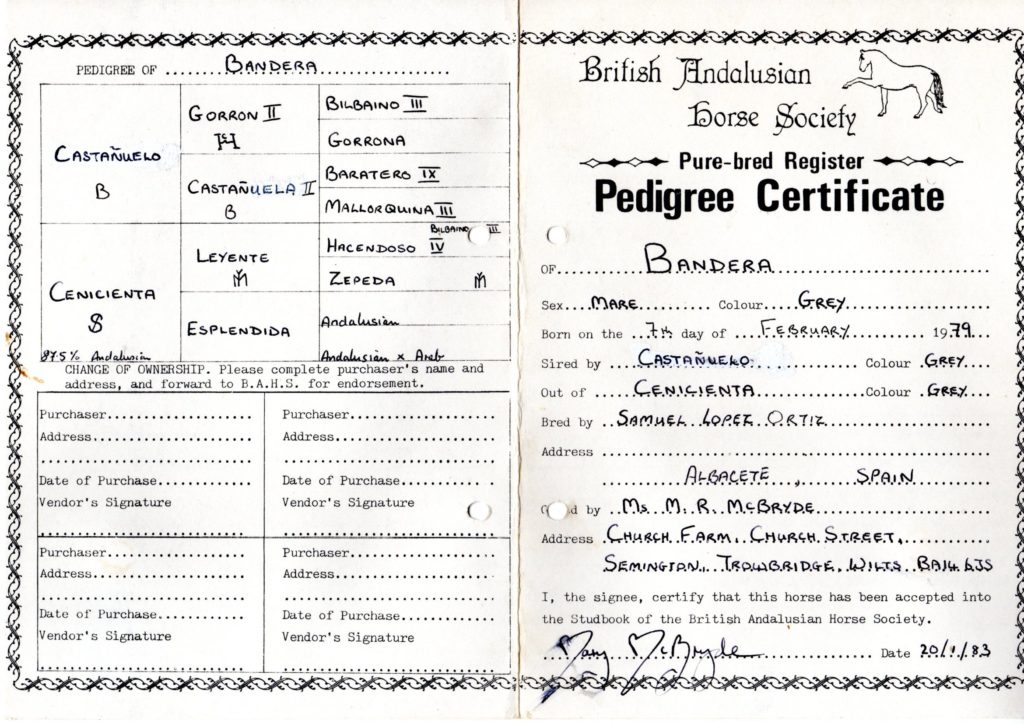 PEDIGREE OF ......BANDERA......
CASTAÑUELO
B
GORRON II
CASTAÑUELA II
B
BILBAINO III
GORRONA
BARATERO IX
MALLORQUINA III
CENICIENTA
87.5% Andalusian
LEYENTE
ESPLENDIDA
BILBAINO III
HACENDOSO IV
ZEPEDA
Andalusian
Andalusian x Arab
CHANGE OF OWNERSHIP. Please complete purchaser's name and
address, and forward to B.A.H.S. for endorsement.
Purchaser....................
Address......................
Date of Purchase.............
Vendor's Signature
Purchaser....................
Address......................
Date of Purchase.............
Vendor's Signature
Purchaser....................
Address......................
Date of Purchase.............
Vendor's Signature
Purchaser....................
Address......................
Date of Purchase.............
Vendor's Signature
British Andalusian
Horse Society
Pure-bred Register
Pedigree Certificate
OF............BANDERA............
Sex...MARE......... Colour....GREY
Born on the ..7th day of ...FEBRUARY........ 1979
Sired by CASTAÑUELO Colour GREY
Out of ....CENICIENTA........Colour .GREY.
Bred by ..SAMUEL LOPEZ ORTIZ
Address ......................
ALBACETE, SPAIN
d by ..MS M. R. McBRYDE
Address .CHURCH FARM, CHURCH STREET,
SEMINGTON, TROWBRIDGE, WILTS BA14 6JS
I, the signee, certify that this horse has been accepted into
the Studbook of the British Andalusian Horse Society.
Mary McBryde Date 20/1/83